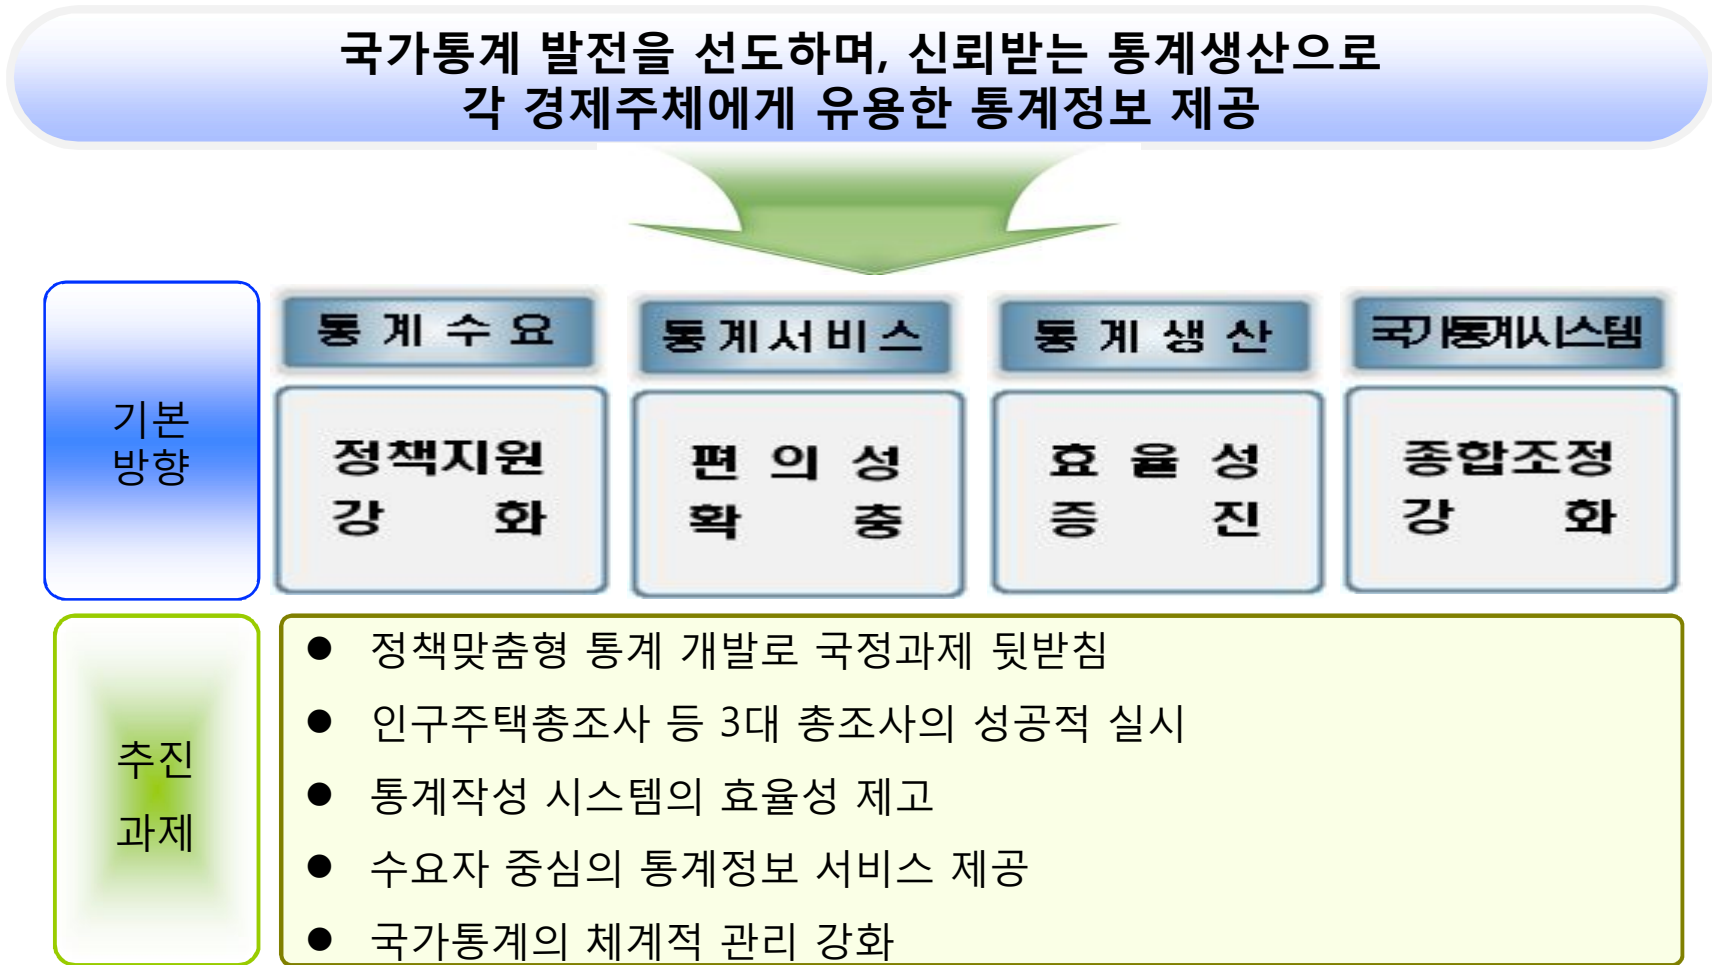 국가통계 발전을 선도하며, 신뢰받는 통계생산으로
각 경제주체에게 유용한 통계정보 제공
기본
방향
통 계 수 요
정책지원
강 화
통계서비스
편 의 성
확 충
통 계 생 산
효 율 성
증 진
국가통계시스템
종합조정
강 화
추진
과제
● 정책맞춤형 통계 개발로 국정과제 뒷받침
● 인구주택총조사 등 3대 총조사의 성공적 실시
● 통계작성 시스템의 효율성 제고
● 수요자 중심의 통계정보 서비스 제공
● 국가통계의 체계적 관리 강화